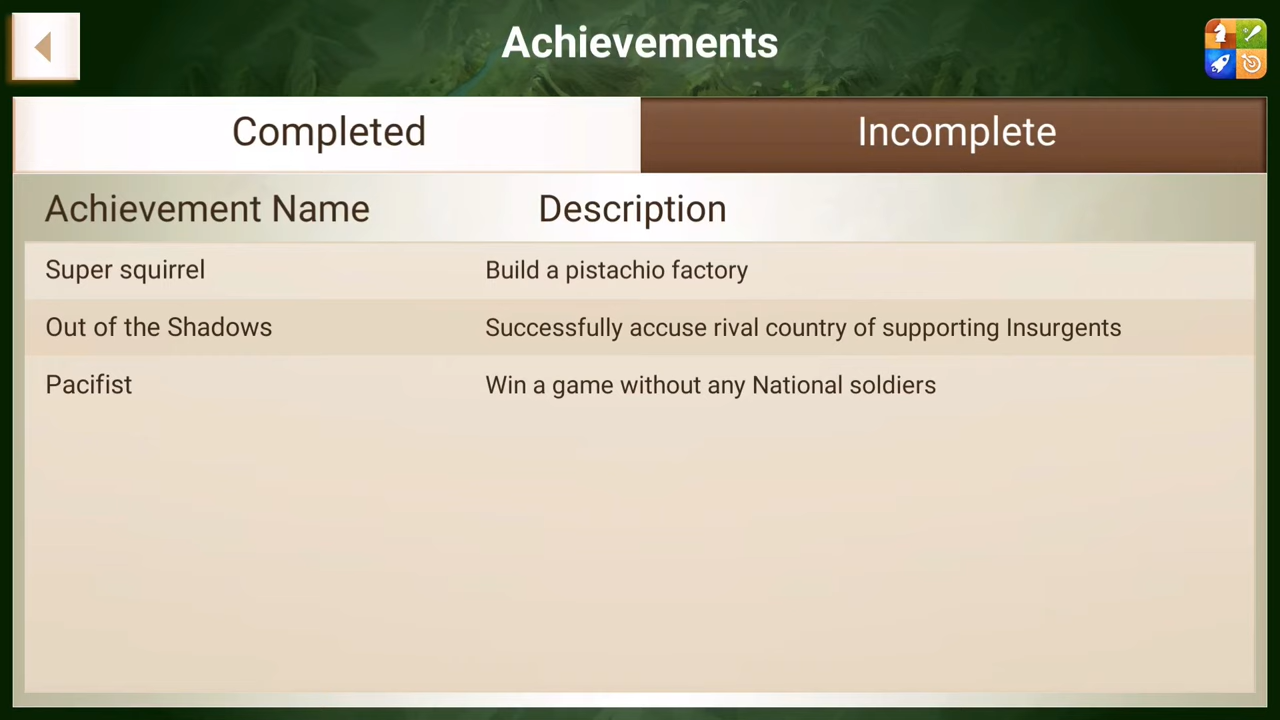 Achievements
Completed
Incomplete
Achievement Name
Description
Super squirrel
Build a pistachio factory
Out of the Shadows
Successfully accuse rival country of supporting Insurgents
Pacifist
Win a game without any National soldiers